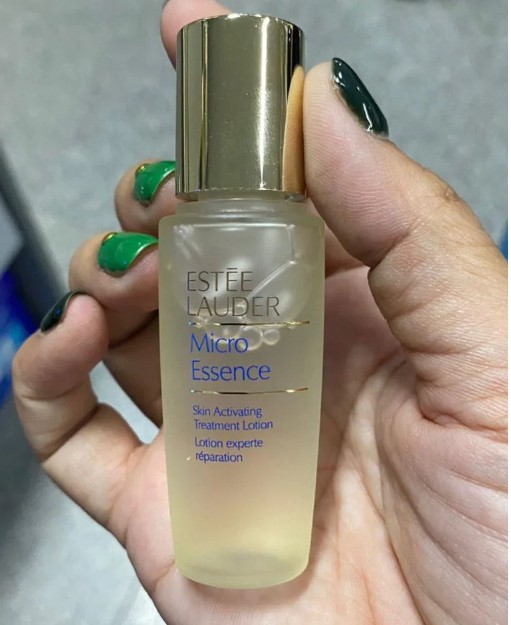 ESTĒE
LAUDER
Micro
Essence
Skin Activating
Treatment Lotion
Lotion experte
réparation